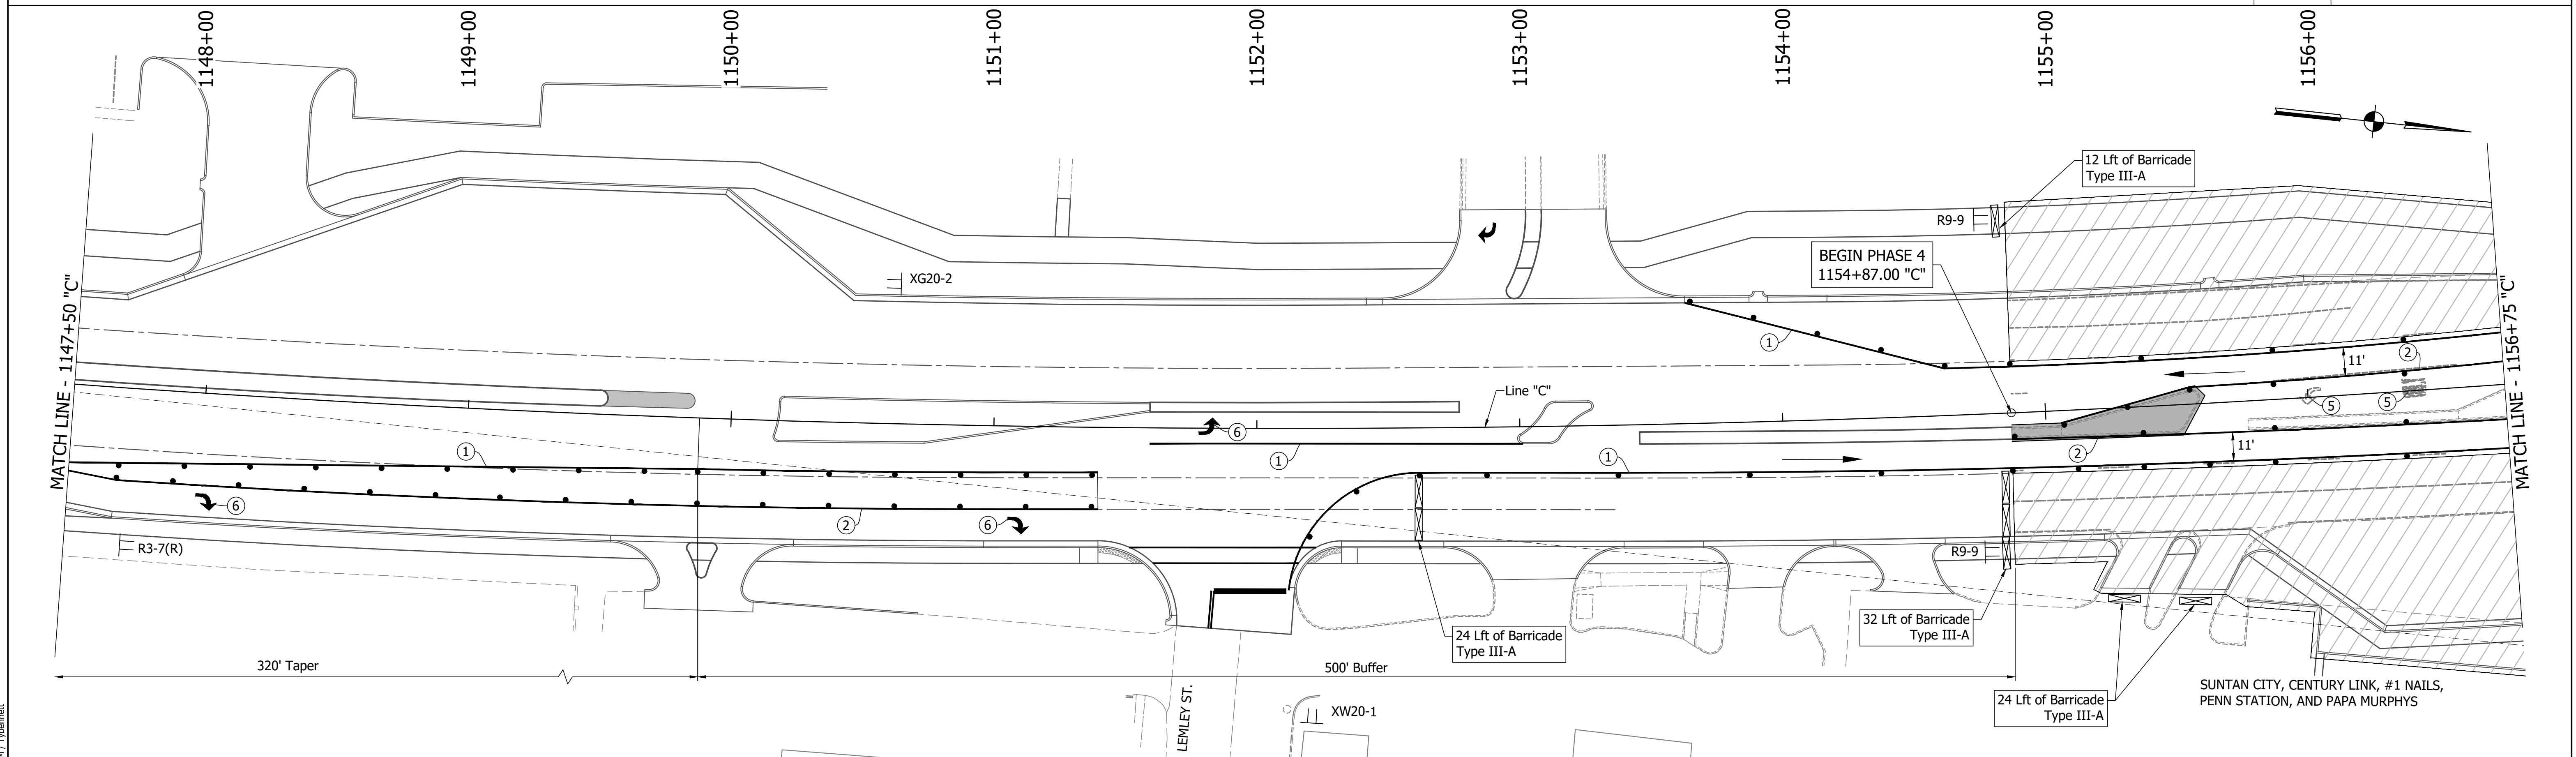 1148+00
1149+00
1150+00
1151+00
1152+00
1153+00
1154+00
1155+00
1156+00
12 Lft of Barricade
Type III-A
R9-9
BEGIN PHASE 4
1154+87.00 "C"
XG20-2
MATCH LINE - 1147+50 "C"
MATCH LINE - 1156+75 "C"
1
2
11'
Line "C"
5
5
6
1
1
1
2
11'
6
2
6
R3-7(R)
R9-9
32 Lft of Barricade
Type III-A
24 Lft of Barricade
Type III-A
320' Taper
500' Buffer
24 Lft of Barricade
Type III-A
SUNTAN CITY, CENTURY LINK, #1 NAILS,
PENN STATION, AND PAPA MURPHYS
LEMLEY ST.
XW20-1